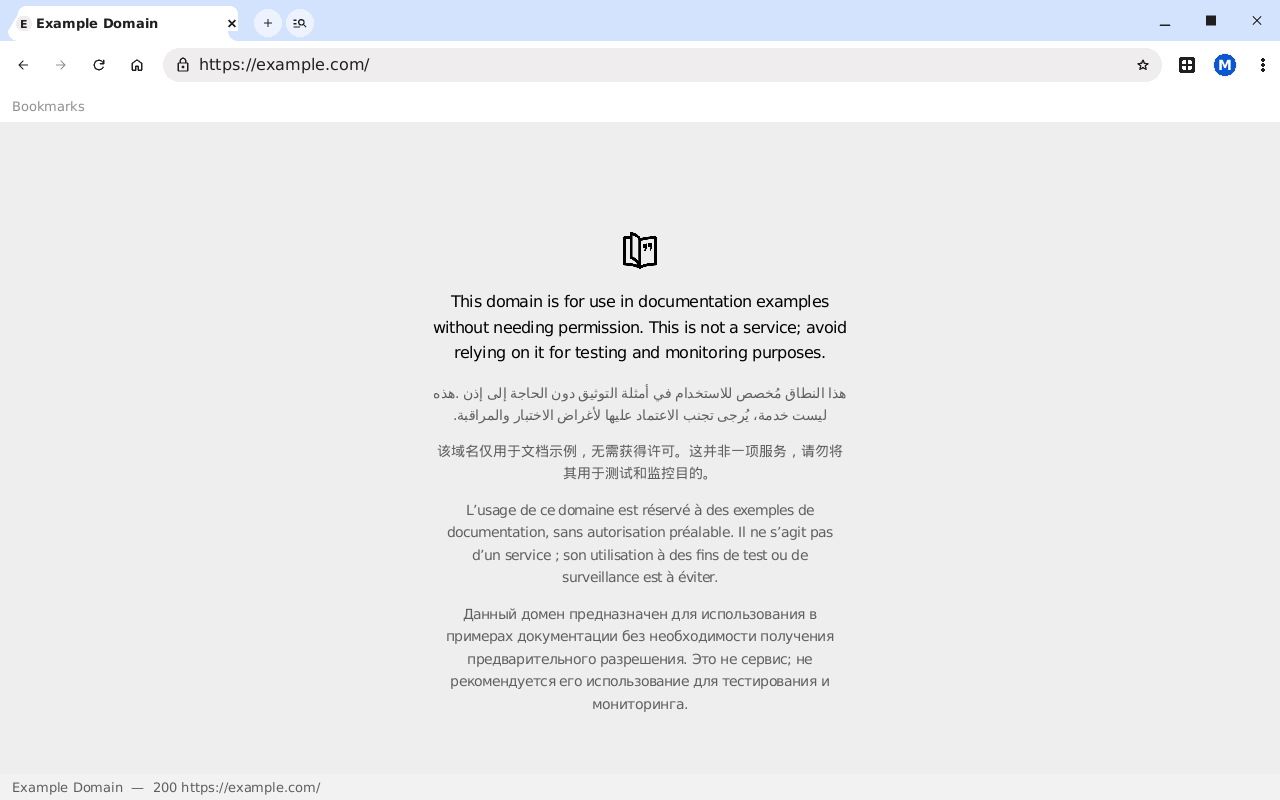 E Example Domain
https://example.com/
M
Bookmarks
This domain is for use in documentation examples
without needing permission. This is not a service; avoid
relying on it for testing and monitoring purposes.
هذا النطاق مُخصص للاستخدام في أمثلة التوثيق دون الحاجة إلى إذن .هذه
ليست خدمة، يُرجى تجنب الاعتماد عليها لأغراض الاختبار والمراقبة.
该域名仅用于文档示例，无需获得许可。这并非一项服务，请勿将
其用于测试和监控目的。
L’usage de ce domaine est réservé à des exemples de
documentation, sans autorisation préalable. Il ne s’agit pas
d’un service ; son utilisation à des fins de test ou de
surveillance est à éviter.
Данный домен предназначен для использования в
примерах документации без необходимости получения
предварительного разрешения. Это не сервис; не
рекомендуется его использование для тестирования и
мониторинга.
Example Domain — 200 https://example.com/